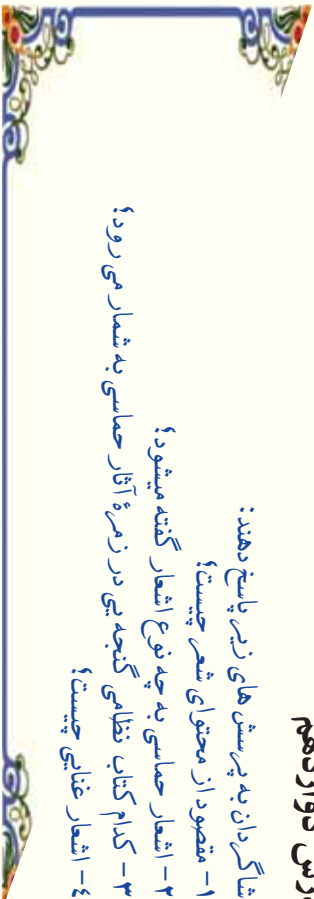 درس دوازدهم
شاگردان به پرسش های زیر پاسخ دهند:
۱- مقصود از محتوای شعر چیست؟
۲- اشعار حماسی به چه نوع اشعار گفته میشود؟
۳- کدام کتاب نظامی گنجه یی در زمرۀ آثار حماسی به شمار می رود؟
٤- اشعار غنایی چیست؟